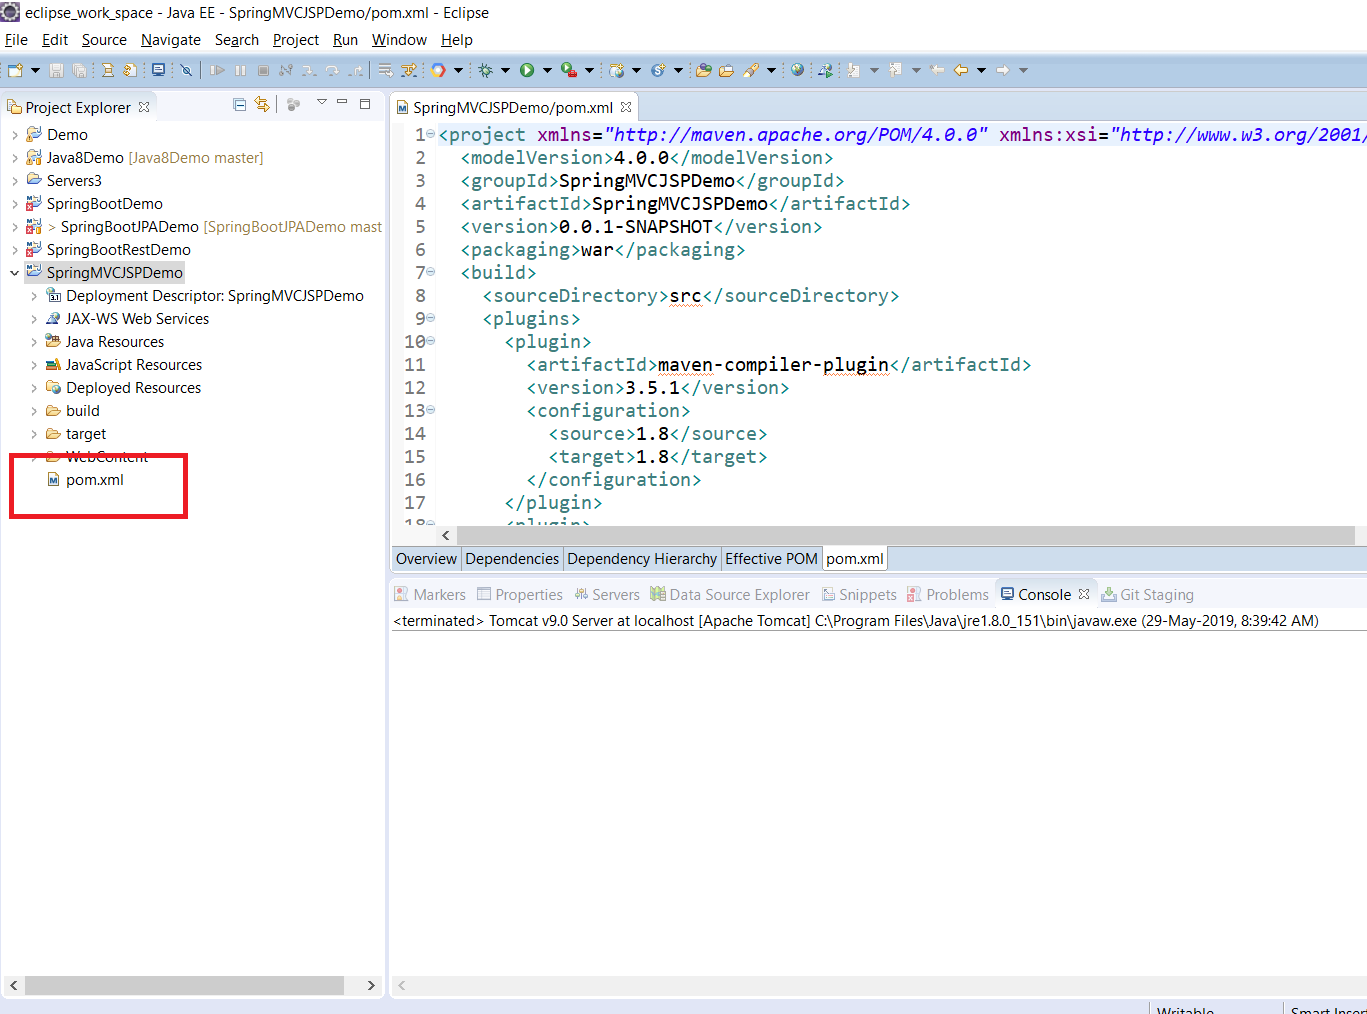 eclipse_work_space - Java EE - SpringMVCJSPDemo/pom.xml - Eclipse
File Edit Source Navigate Search Project Run Window Help
Project Explorer
Demo
Java8Demo [Java8Demo master]
Servers3
SpringBootDemo
> SpringBootJPADemo [SpringBootJPADemo mast
SpringBootRestDemo
SpringMVCJSPDemo
Deployment Descriptor: SpringMVCJSPDemo
JAX-WS Web Services
Java Resources
JavaScript Resources
Deployed Resources
build
target
WebContent
pom.xml
SpringMVCJSPDemo/pom.xml
1 <project xmlns="http://maven.apache.org/POM/4.0.0" xmlns:xsi="http://www.w3.org/2001/
2 <modelVersion>4.0.0</modelVersion>
3 <groupId>SpringMVCJSPDemo</groupId>
4 <artifactId>SpringMVCJSPDemo</artifactId>
5 <version>0.0.1-SNAPSHOT</version>
6 <packaging>war</packaging>
7 <build>
8 <sourceDirectory>src</sourceDirectory>
9 <plugins>
10 <plugin>
11 <artifactId>maven-compiler-plugin</artifactId>
12 <version>3.5.1</version>
13 <configuration>
14 <source>1.8</source>
15 <target>1.8</target>
16 </configuration>
17 </plugin>
18 <plugin>
Overview Dependencies Dependency Hierarchy Effective POM pom.xml
Markers Properties Servers Data Source Explorer Snippets Problems Console Git Staging
<terminated> Tomcat v9.0 Server at localhost [Apache Tomcat] C:\Program Files\Java\jre1.8.0_151\bin\javaw.exe (29-May-2019, 8:39:42 AM)
Writable Smart Inser